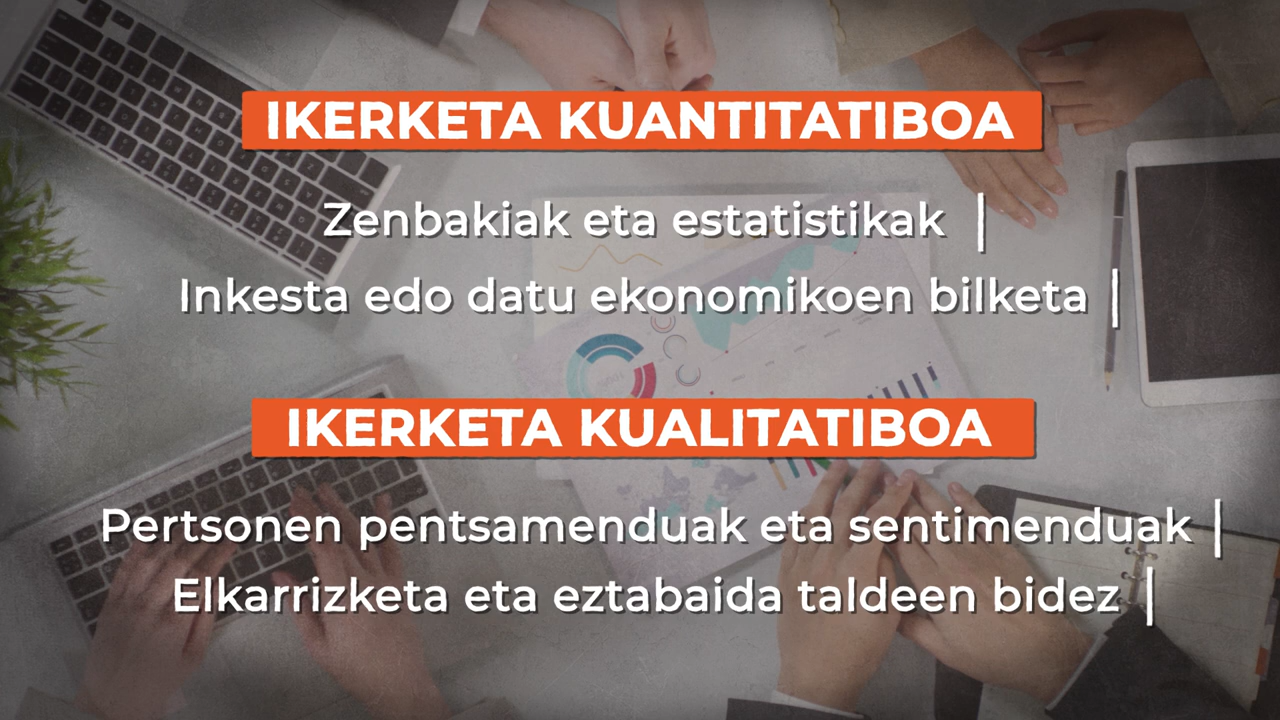 IKERKETA KUANTITATIBOA
Zenbakiak eta estatistikak |
Inkesta edo datu ekonomikoen bilketa |
IKERKETA KUALITATIBOA
Pertsonen pentsamenduak eta sentimenduak |
Elkarrizketa eta eztabaida taldeen bidez |